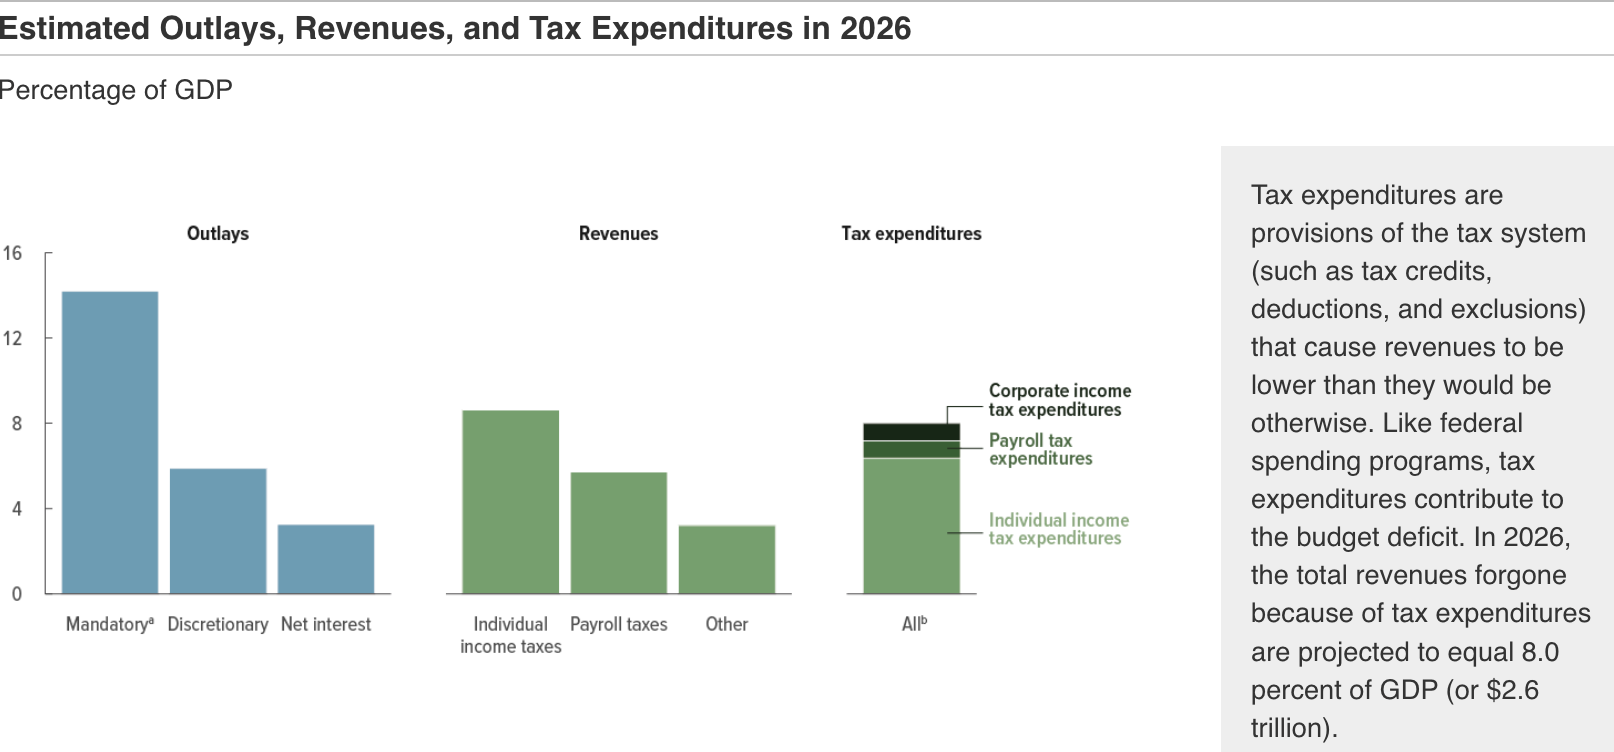 Estimated Outlays, Revenues, and Tax Expenditures in 2026
Percentage of GDP
Outlays
16
12
8
4
0
Mandatoryᵃ
Discretionary
Net interest
Revenues
Individual
income taxes
Payroll taxes
Other
Tax expenditures
Corporate income
tax expenditures
Payroll tax
expenditures
Individual income
tax expenditures
Allᵇ
Tax expenditures are
provisions of the tax system
(such as tax credits,
deductions, and exclusions)
that cause revenues to be
lower than they would be
otherwise. Like federal
spending programs, tax
expenditures contribute to
the budget deficit. In 2026,
the total revenues forgone
because of tax expenditures
are projected to equal 8.0
percent of GDP (or $2.6
trillion).